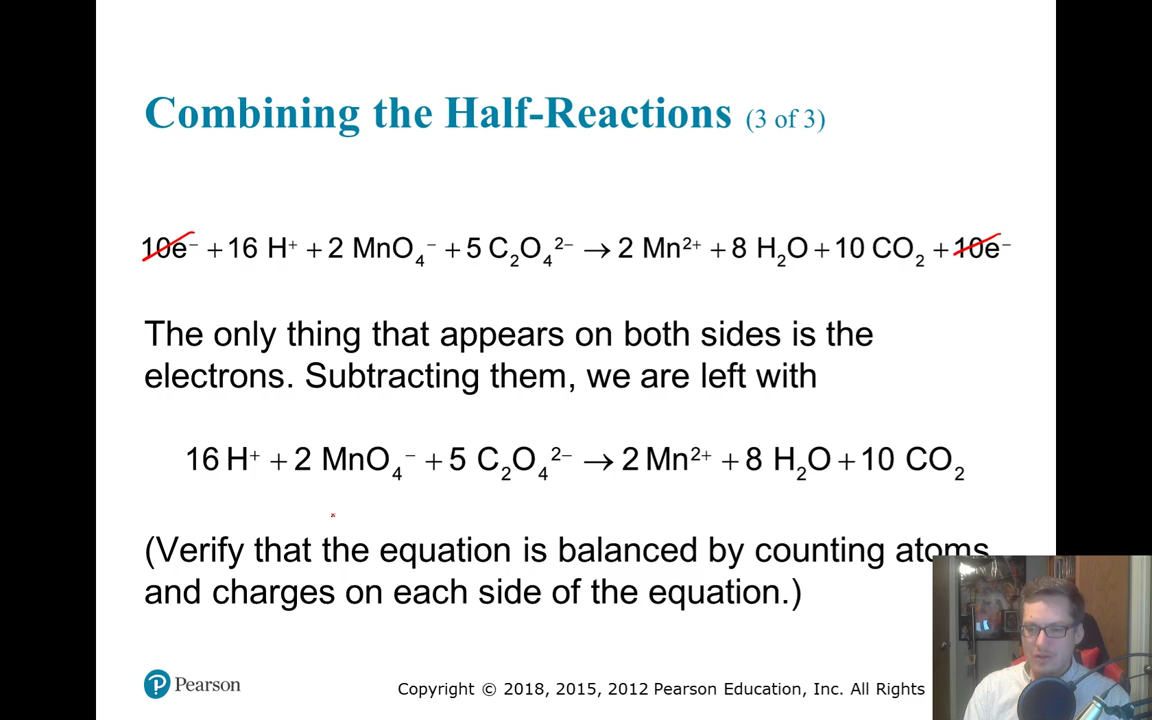 Combining the Half-Reactions (3 of 3)
10e⁻ + 16 H⁺ + 2 MnO₄⁻ + 5 C₂O₄²⁻ → 2 Mn²⁺ + 8 H₂O + 10 CO₂ + 10e⁻
The only thing that appears on both sides is the
electrons. Subtracting them, we are left with
16 H⁺ + 2 MnO₄⁻ + 5 C₂O₄²⁻ → 2 Mn²⁺ + 8 H₂O + 10 CO₂
(Verify that the equation is balanced by counting atoms
and charges on each side of the equation.)
P Pearson
Copyright © 2018, 2015, 2012 Pearson Education, Inc. All Rights